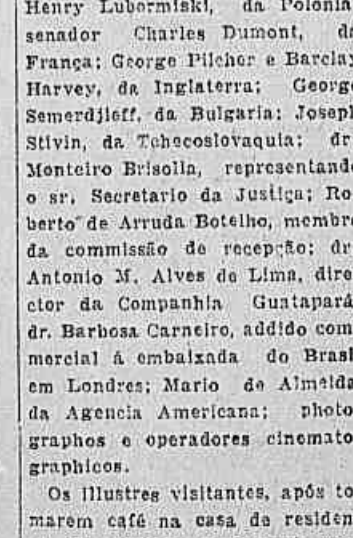 Henry Lubormiski, da Polonia
senador Charles Dumont, da
França; George Pilcher e Barclay
Harvey, da Inglaterra; George
Semerdjieff, da Bulgaria; Joseph
Stivin, da Tchecoslovaquia; dr
Monteiro Brisolla, representando
o sr. Secretario da Justiça; Ro
berto de Arruda Botelho, membro
da commissão de recepção; dr
Antonio M. Alves de Lima, dire
ctor da Companhia Guatapará
dr. Barbosa Carneiro, addido com
mercial á embaixada do Brasil
em Londres; Mario de Almeida
da Agencia Americana; photo
graphos e operadores cinemato
graphicos.
Os illustres visitantes, após to
marem café na casa de residen